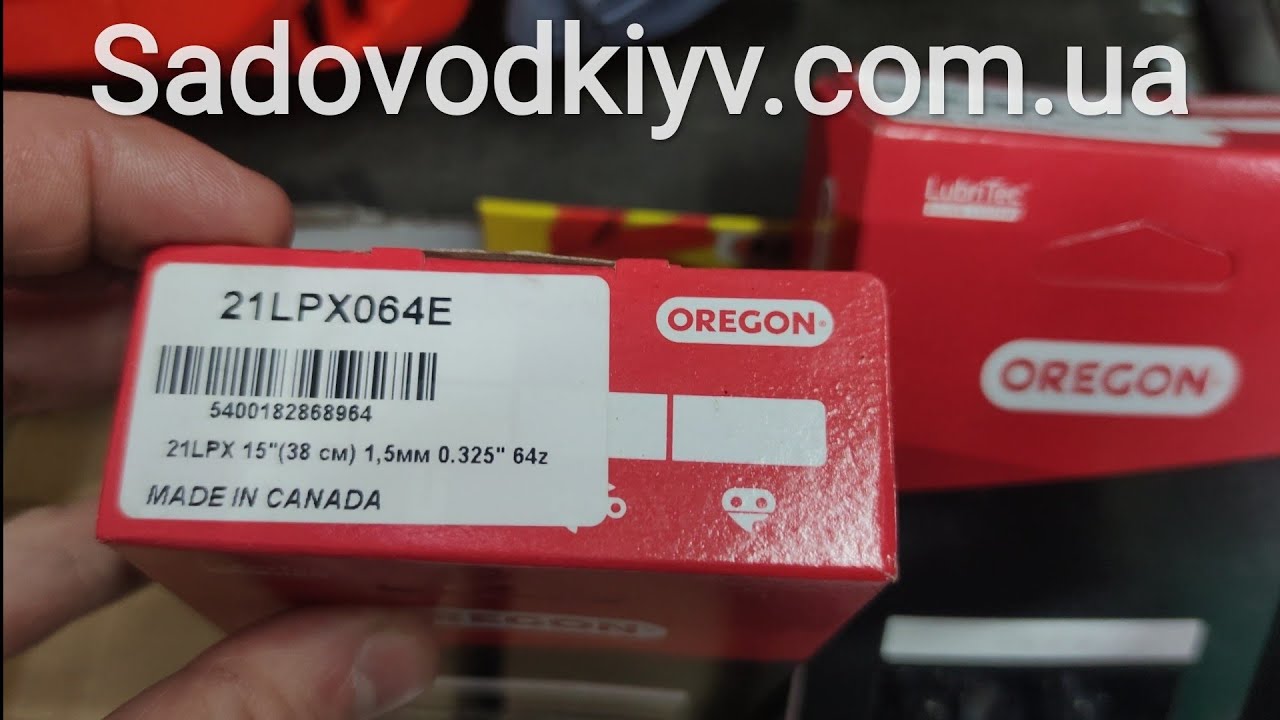 Sadovodkiyv.com.ua
LubriTec
OREGON
21LPX064E
OREGON
5400182868964
21LPX 15"(38 см) 1,5мм 0.325" 64z
MADE IN CANADA
OREGON